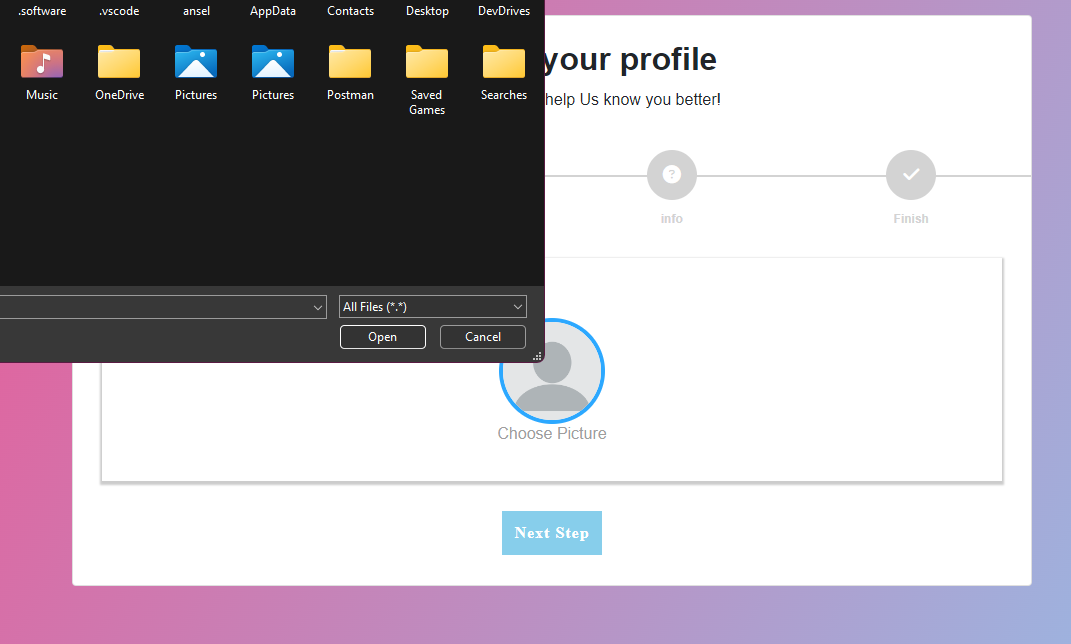 .software .vscode ansel AppData Contacts Desktop DevDrives
Music OneDrive Pictures Pictures Postman Saved Games Searches
your profile
help Us know you better!
?
info Finish
All Files (*.*)
Open Cancel
Choose Picture
Next Step